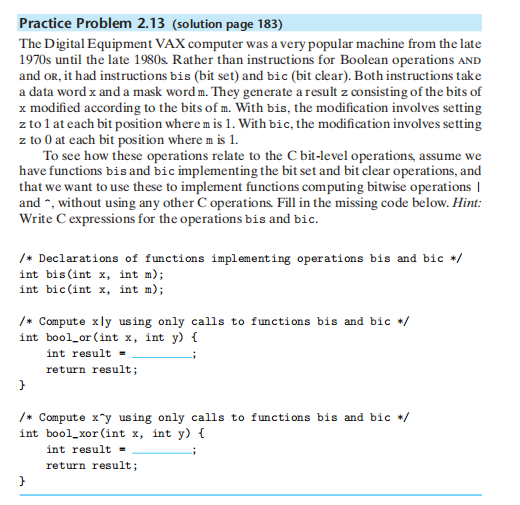 Practice Problem 2.13 (solution page 183)
The Digital Equipment VAX computer was a very popular machine from the late
1970s until the late 1980s. Rather than instructions for Boolean operations AND
and OR, it had instructions bis (bit set) and bic (bit clear). Both instructions take
a data word x and a mask word m. They generate a result z consisting of the bits of
x modified according to the bits of m. With bis, the modification involves setting
z to 1 at each bit position where m is 1. With bic, the modification involves setting
z to 0 at each bit position where m is 1.
To see how these operations relate to the C bit-level operations, assume we
have functions bis and bic implementing the bit set and bit clear operations, and
that we want to use these to implement functions computing bitwise operations |
and ^, without using any other C operations. Fill in the missing code below. Hint:
Write C expressions for the operations bis and bic.
/* Declarations of functions implementing operations bis and bic */
int bis(int x, int m);
int bic(int x, int m);
/* Compute x|y using only calls to functions bis and bic */
int bool_or(int x, int y) {
int result = ________;
return result;
}
/* Compute x^y using only calls to functions bis and bic */
int bool_xor(int x, int y) {
int result = ________;
return result;
}